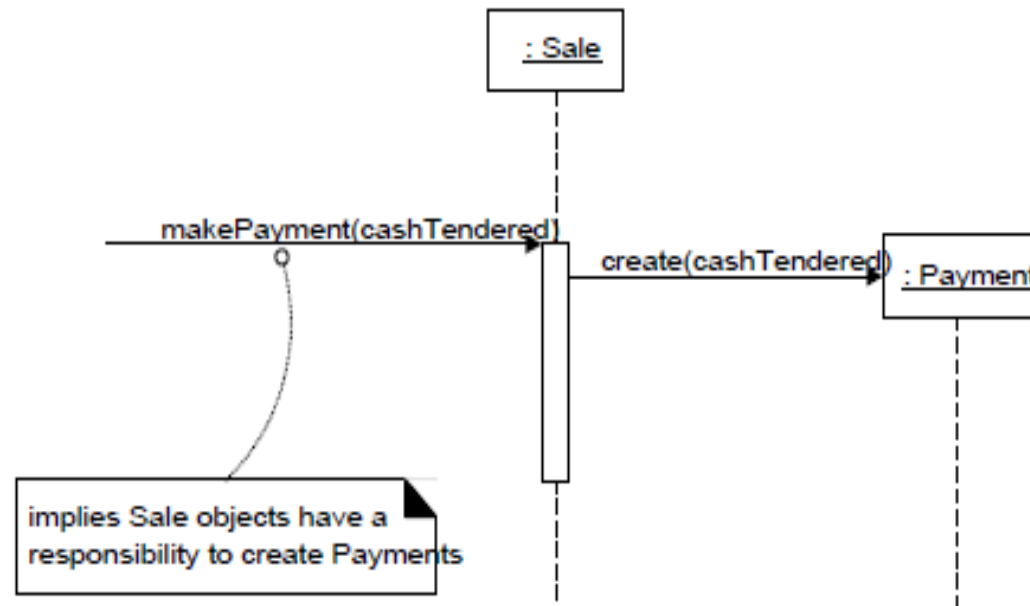 : Sale
makePayment(cashTendered)
create(cashTendered)
: Payment
implies Sale objects have a
responsibility to create Payments